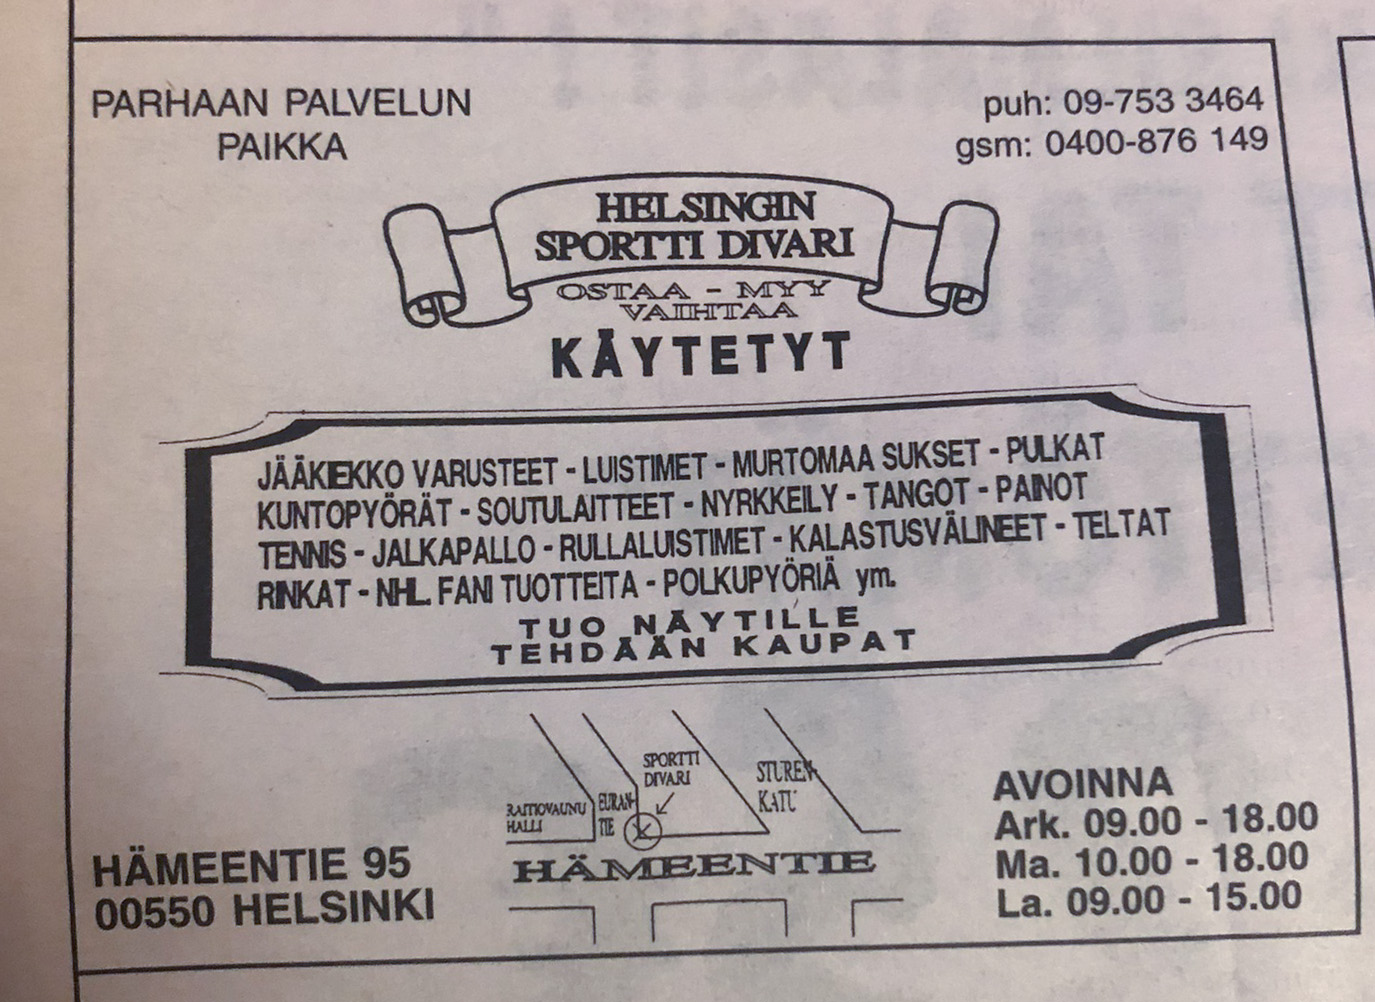 PARHAAN PALVELUN
PAIKKA
puh: 09-753 3464
gsm: 0400-876 149
HELSINGIN
SPORTTI DIVARI
OSTAA - MYY
VAIHTAA
KÄYTETYT
JÄÄKIEKKO VARUSTEET - LUISTIMET - MURTOMAA SUKSET - PULKAT
KUNTOPYÖRÄT - SOUTULAITTEET - NYRKKEILY - TANGOT - PAINOT
TENNIS - JALKAPALLO - RULLALUISTIMET - KALASTUSVÄLINEET - TELTAT
RINKAT - NHL FANI TUOTTEITA - POLKUPYÖRIÄ ym.
TUO NÄYTILLE
TEHDÄÄN KAUPAT
RAITIOVAUNU
HALLI
EURAN-
TIE
SPORTTI
DIVARI
STUREN-
KATU
HÄMEENTIE
HÄMEENTIE 95
00550 HELSINKI
AVOINNA
Ark. 09.00 - 18.00
Ma. 10.00 - 18.00
La. 09.00 - 15.00